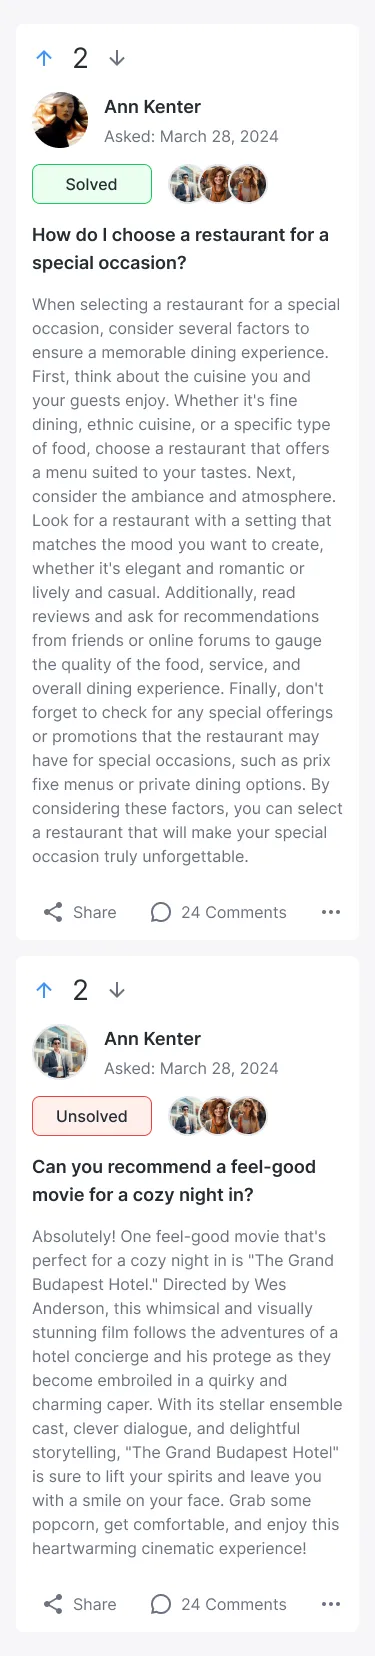 2
Ann Kenter
Asked: March 28, 2024
Solved
How do I choose a restaurant for a
special occasion?
When selecting a restaurant for a special
occasion, consider several factors to
ensure a memorable dining experience.
First, think about the cuisine you and
your guests enjoy. Whether it's fine
dining, ethnic cuisine, or a specific type
of food, choose a restaurant that offers
a menu suited to your tastes. Next,
consider the ambiance and atmosphere.
Look for a restaurant with a setting that
matches the mood you want to create,
whether it's elegant and romantic or
lively and casual. Additionally, read
reviews and ask for recommendations
from friends or online forums to gauge
the quality of the food, service, and
overall dining experience. Finally, don't
forget to check for any special offerings
or promotions that the restaurant may
have for special occasions, such as prix
fixe menus or private dining options. By
considering these factors, you can select
a restaurant that will make your special
occasion truly unforgettable.
Share
24 Comments
2
Ann Kenter
Asked: March 28, 2024
Unsolved
Can you recommend a feel-good
movie for a cozy night in?
Absolutely! One feel-good movie that's
perfect for a cozy night in is "The Grand
Budapest Hotel." Directed by Wes
Anderson, this whimsical and visually
stunning film follows the adventures of a
hotel concierge and his protege as they
become embroiled in a quirky and
charming caper. With its stellar ensemble
cast, clever dialogue, and delightful
storytelling, "The Grand Budapest Hotel"
is sure to lift your spirits and leave you
with a smile on your face. Grab some
popcorn, get comfortable, and enjoy this
heartwarming cinematic experience!
Share
24 Comments